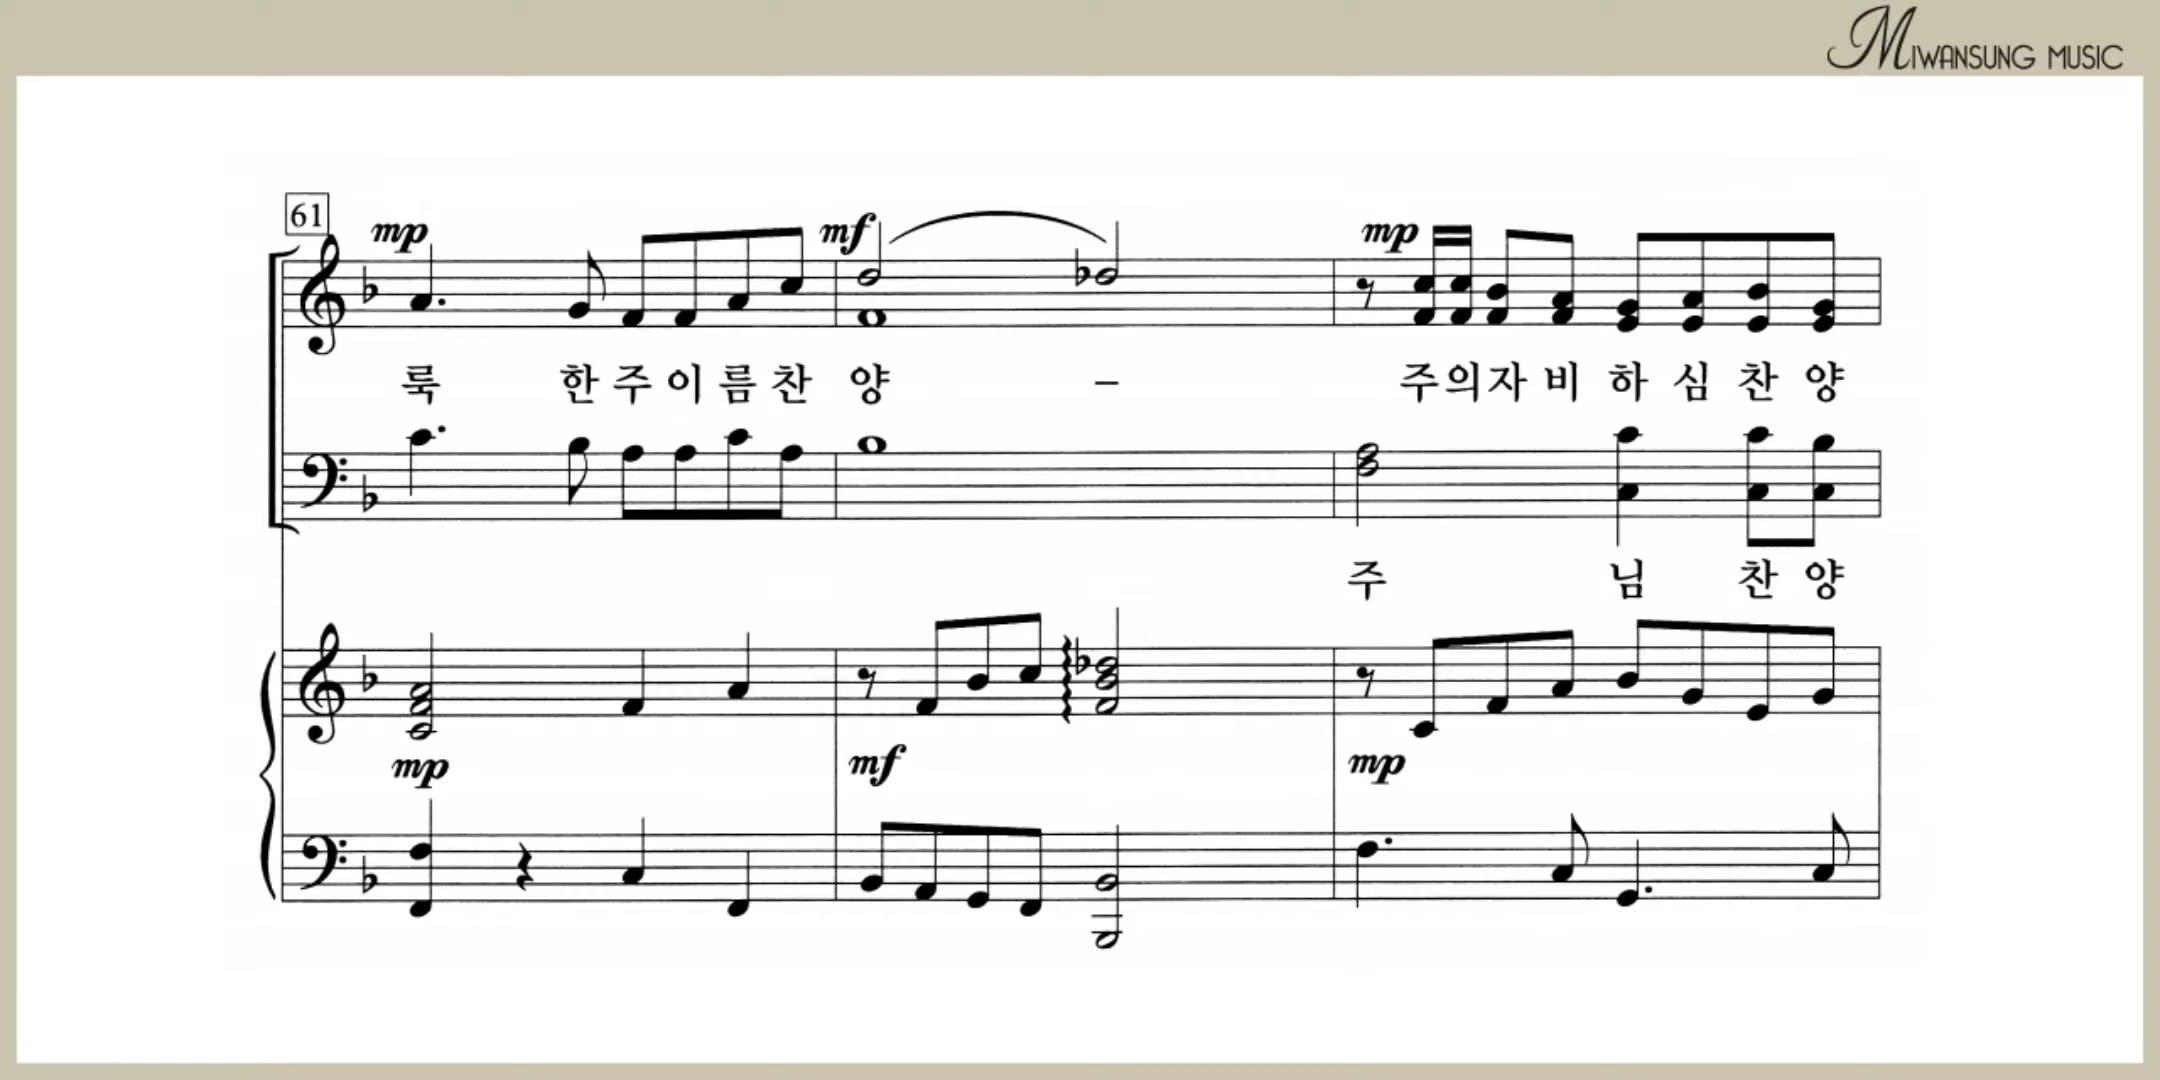 MIWANSUNG MUSIC
61
mp mf mp
룩 한 주 이 름 찬 양 – 주 의 자 비 하 심 찬 양
주 님 찬 양
mp mf mp